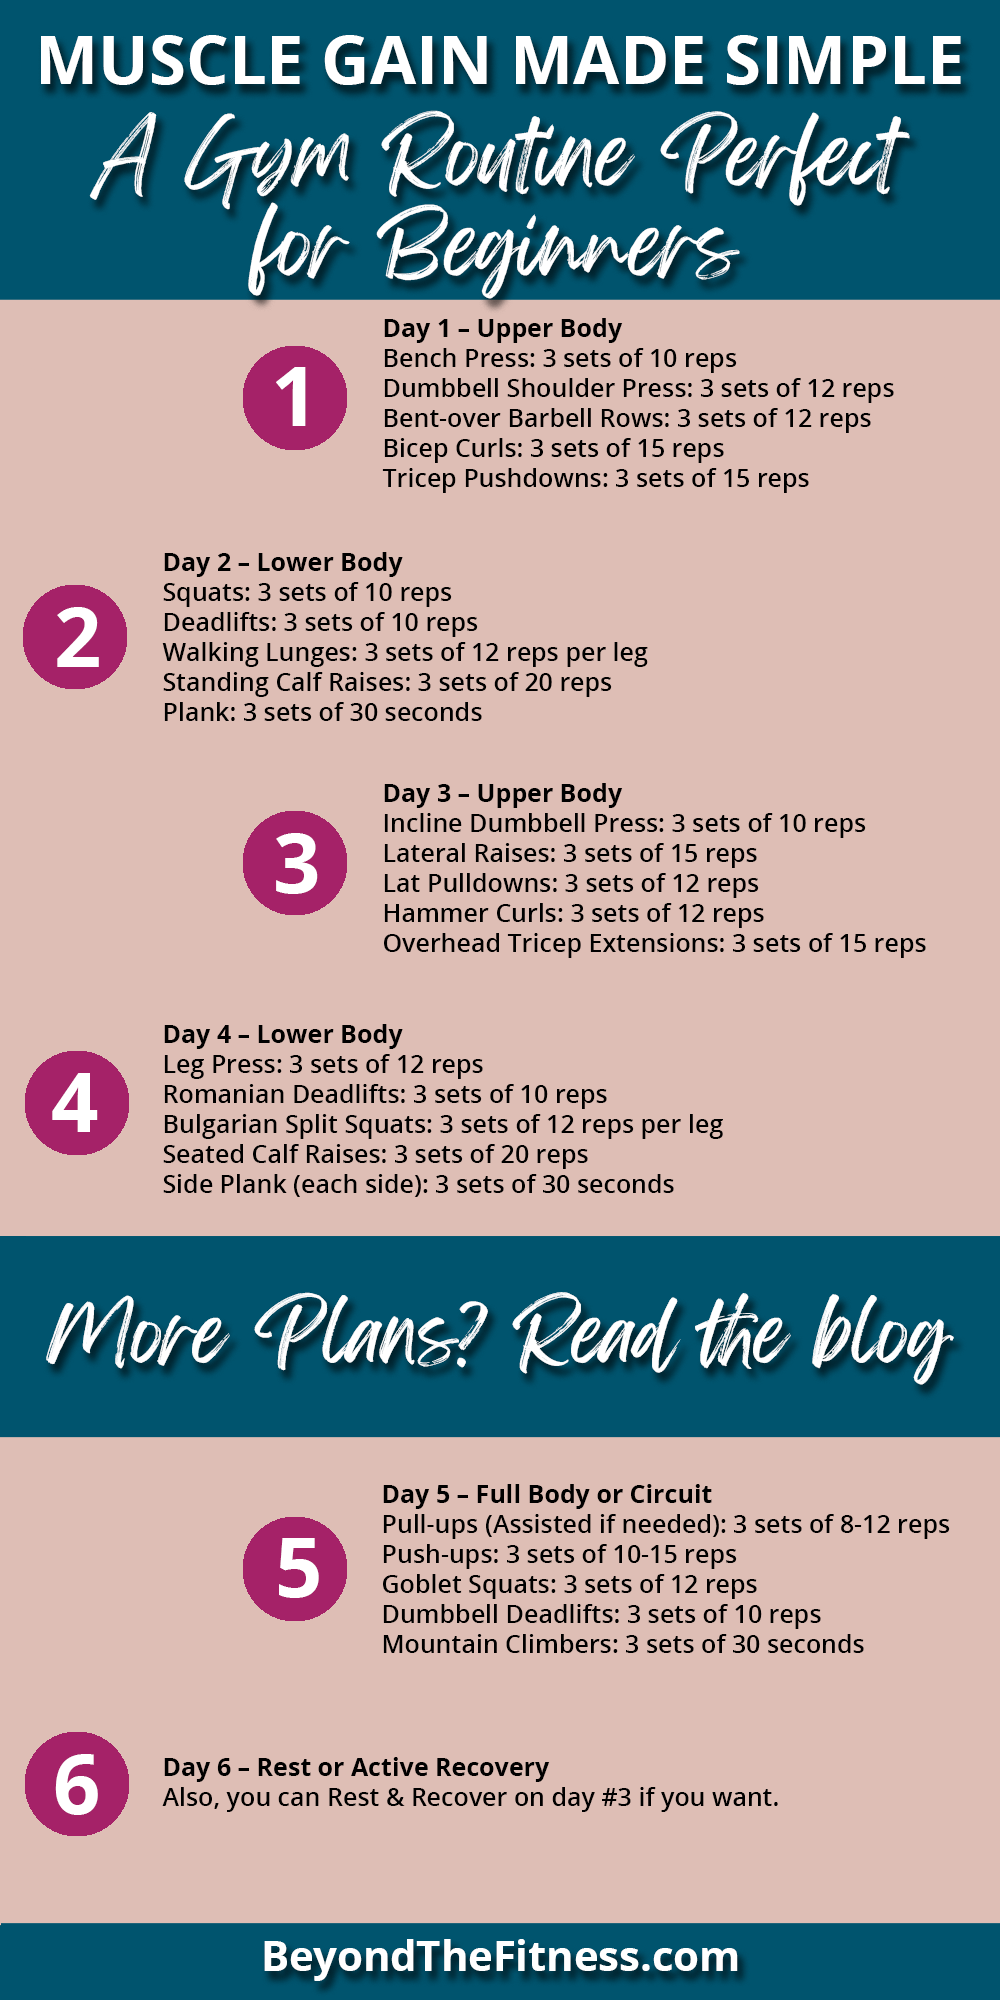 MUSCLE GAIN MADE SIMPLE
A Gym Routine Perfect
for Beginners
1
Day 1 – Upper Body
Bench Press: 3 sets of 10 reps
Dumbbell Shoulder Press: 3 sets of 12 reps
Bent-over Barbell Rows: 3 sets of 12 reps
Bicep Curls: 3 sets of 15 reps
Tricep Pushdowns: 3 sets of 15 reps
2
Day 2 – Lower Body
Squats: 3 sets of 10 reps
Deadlifts: 3 sets of 10 reps
Walking Lunges: 3 sets of 12 reps per leg
Standing Calf Raises: 3 sets of 20 reps
Plank: 3 sets of 30 seconds
3
Day 3 – Upper Body
Incline Dumbbell Press: 3 sets of 10 reps
Lateral Raises: 3 sets of 15 reps
Lat Pulldowns: 3 sets of 12 reps
Hammer Curls: 3 sets of 12 reps
Overhead Tricep Extensions: 3 sets of 15 reps
4
Day 4 – Lower Body
Leg Press: 3 sets of 12 reps
Romanian Deadlifts: 3 sets of 10 reps
Bulgarian Split Squats: 3 sets of 12 reps per leg
Seated Calf Raises: 3 sets of 20 reps
Side Plank (each side): 3 sets of 30 seconds
More Plans? Read the blog
5
Day 5 – Full Body or Circuit
Pull-ups (Assisted if needed): 3 sets of 8-12 reps
Push-ups: 3 sets of 10-15 reps
Goblet Squats: 3 sets of 12 reps
Dumbbell Deadlifts: 3 sets of 10 reps
Mountain Climbers: 3 sets of 30 seconds
6
Day 6 – Rest or Active Recovery
Also, you can Rest & Recover on day #3 if you want.
BeyondTheFitness.com